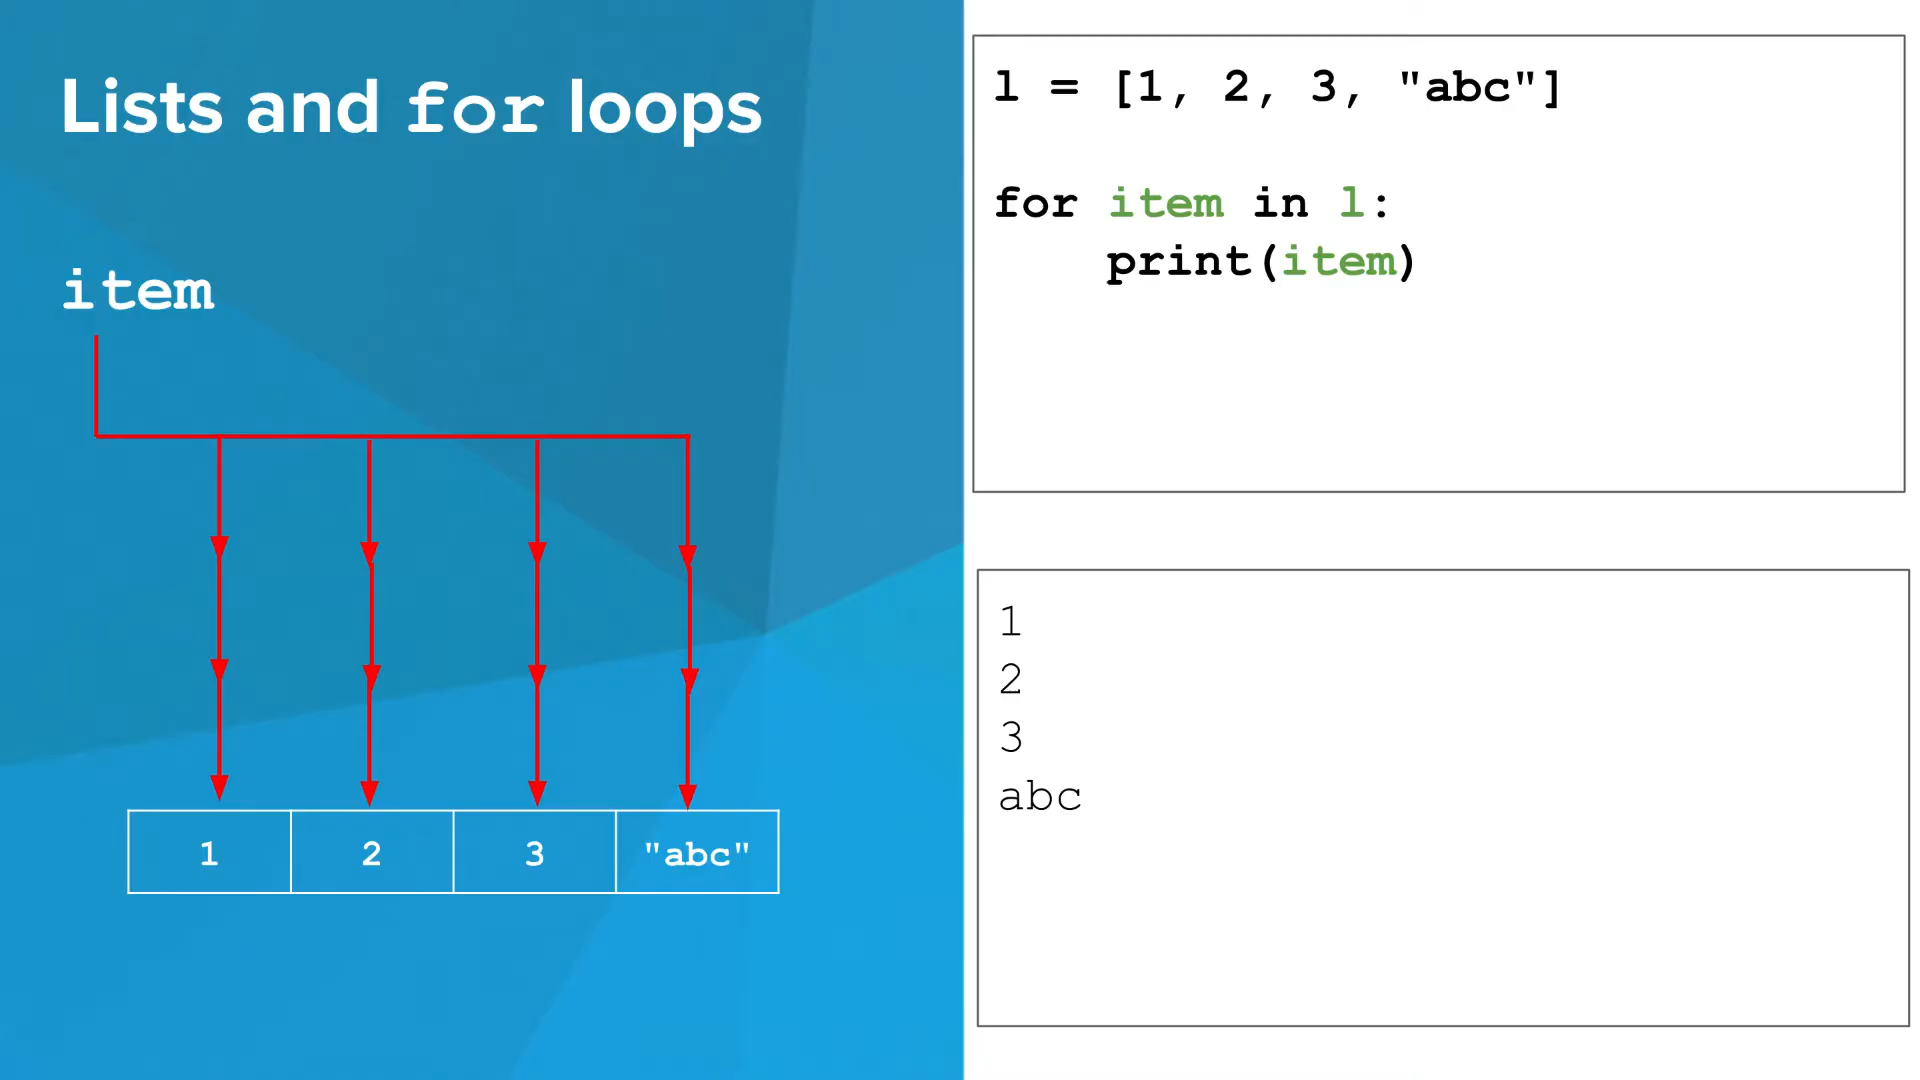 Lists and for loops
item
1 2 3 "abc"
l = [1, 2, 3, "abc"]
for item in l:
    print(item)
1
2
3
abc